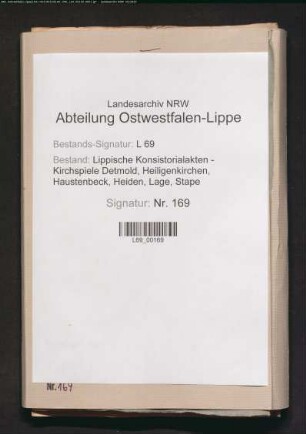 Landesarchiv NRW
Abteilung Ostwestfalen-Lippe
Bestands-Signatur: L 69
Bestand: Lippische Konsistorialakten -
Kirchspiele Detmold, Heiligenkirchen,
Haustenbeck, Heiden, Lage, Stape
Signatur: Nr. 169
L69_00169
Nr. 169